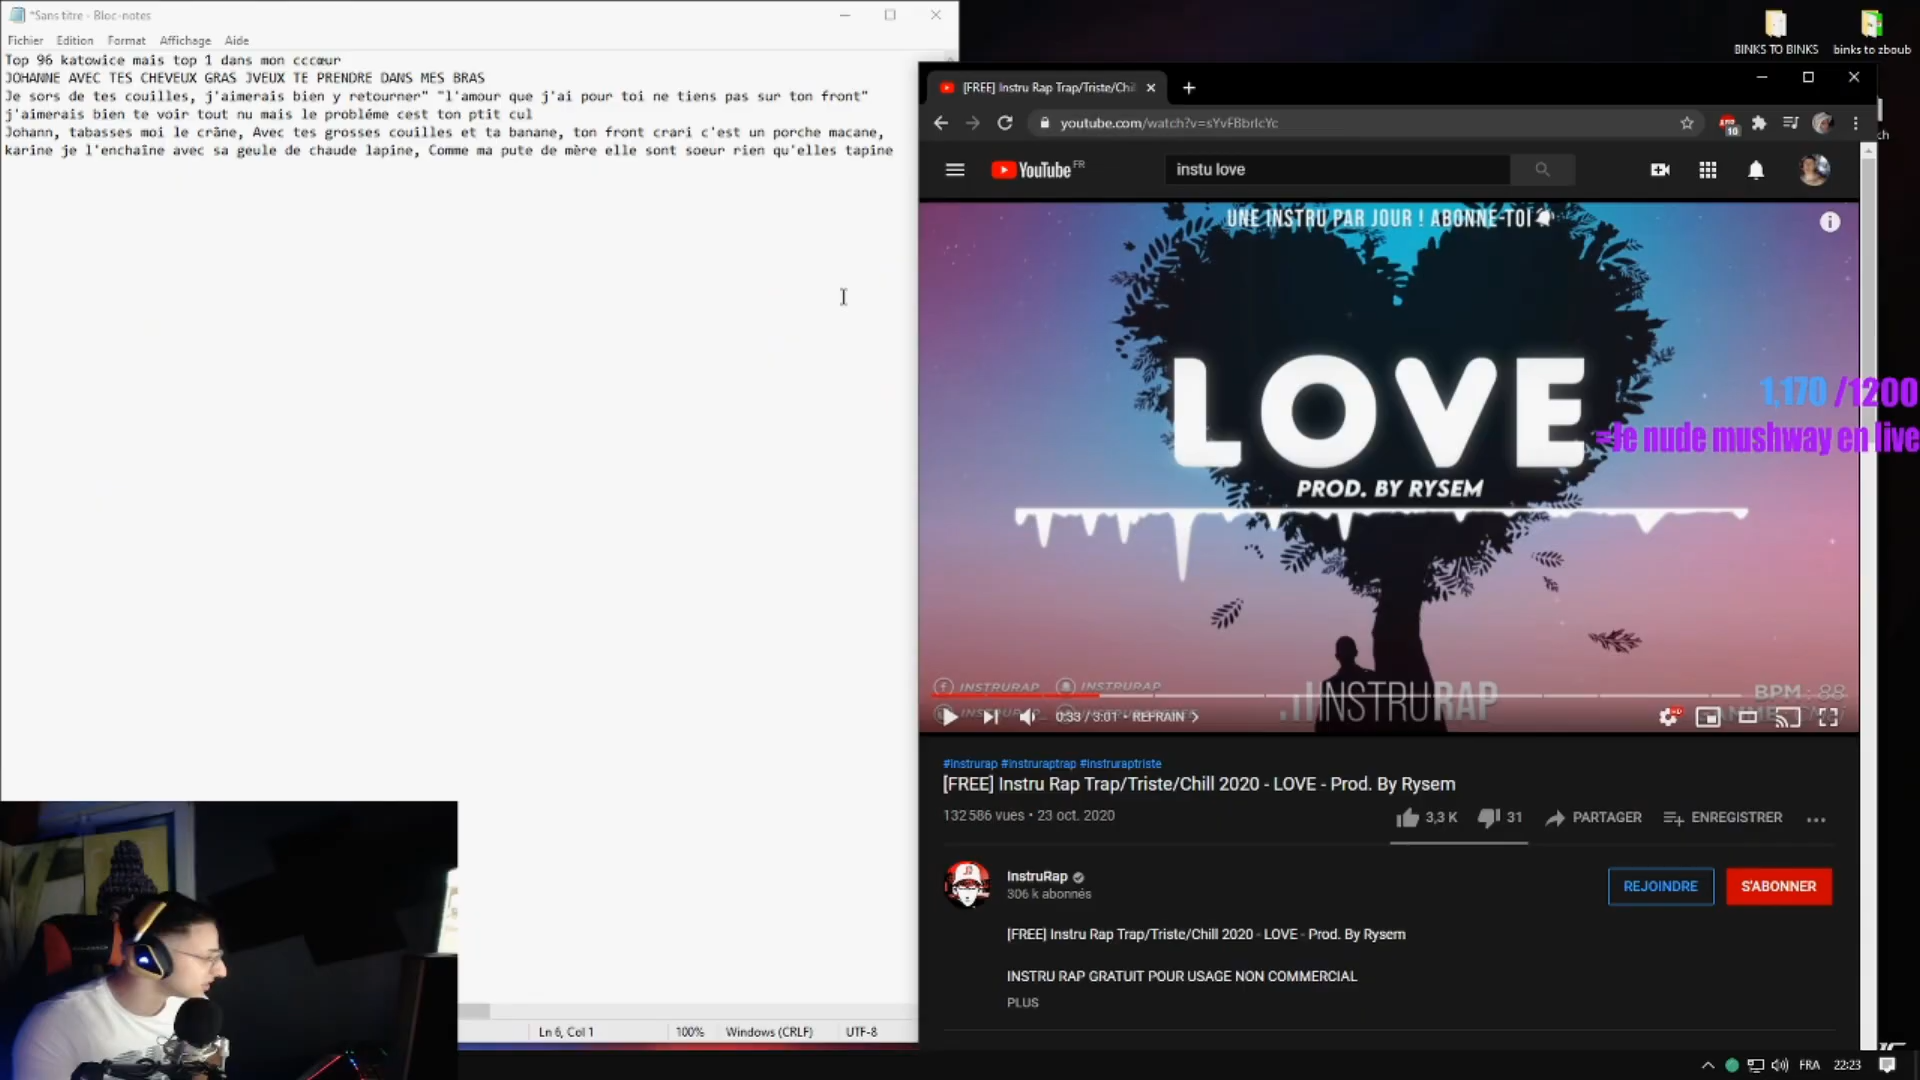 *Sans titre - Bloc-notes
Fichier Edition Format Affichage Aide
Top 96 katowice mais top 1 dans mon cccœur
JOHANNE AVEC TES CHEVEUX GRAS JVEUX TE PRENDRE DANS MES BRAS
Je sors de tes couilles, j'aimerais bien y retourner" "l'amour que j'ai pour toi ne tiens pas sur ton front"
j'aimerais bien te voir tout nu mais le probléme cest ton ptit cul
Johann, tabasses moi le crâne, Avec tes grosses couilles et ta banane, ton front crari c'est un porche macane,
karine je l'enchaîne avec sa geule de chaude lapine, Comme ma pute de mère elle sont soeur rien qu'elles tapine
Ln 6, Col 1 100% Windows (CRLF) UTF-8
BINKS TO BINKS binks to zboub
[FREE] Instru Rap Trap/Triste/Chil
youtube.com/watch?v=sYvFBbrIcYc
10
YouTube FR
instu love
UNE INSTRU PAR JOUR ! ABONNE-TOI
LOVE
PROD. BY RYSEM
1,170 /1200
=le nude mushway en live
INSTRURAP INSTRURAP
BPM : 88
INSTRURAP
0:33 / 3:01 • REFRAIN
#instrurap #instruraptrap #instruraptriste
[FREE] Instru Rap Trap/Triste/Chill 2020 - LOVE - Prod. By Rysem
132 586 vues • 23 oct. 2020
3,3 K 31 PARTAGER ENREGISTRER
InstruRap
306 k abonnés
REJOINDRE S'ABONNER
[FREE] Instru Rap Trap/Triste/Chill 2020 - LOVE - Prod. By Rysem
INSTRU RAP GRATUIT POUR USAGE NON COMMERCIAL
PLUS
FRA 22:23